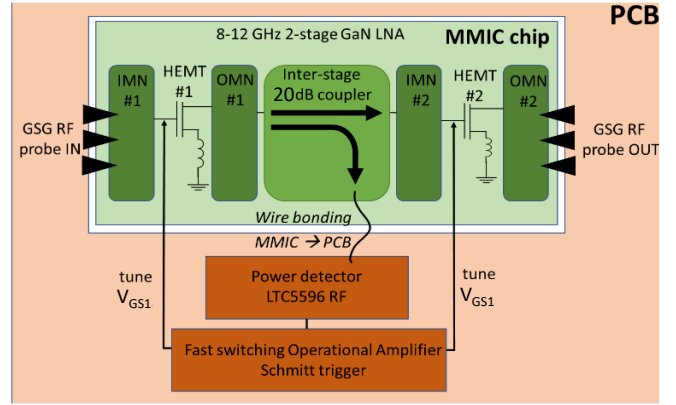 PCB
8-12 GHz 2-stage GaN LNA
MMIC chip
IMN
#1
HEMT
#1
OMN
#1
Inter-stage
20dB coupler
IMN
#2
HEMT
#2
OMN
#2
GSG RF
probe IN
GSG RF
probe OUT
Wire bonding
MMIC → PCB
tune
VGS1
Power detector
LTC5596 RF
tune
VGS1
Fast switching Operational Amplifier
Schmitt trigger